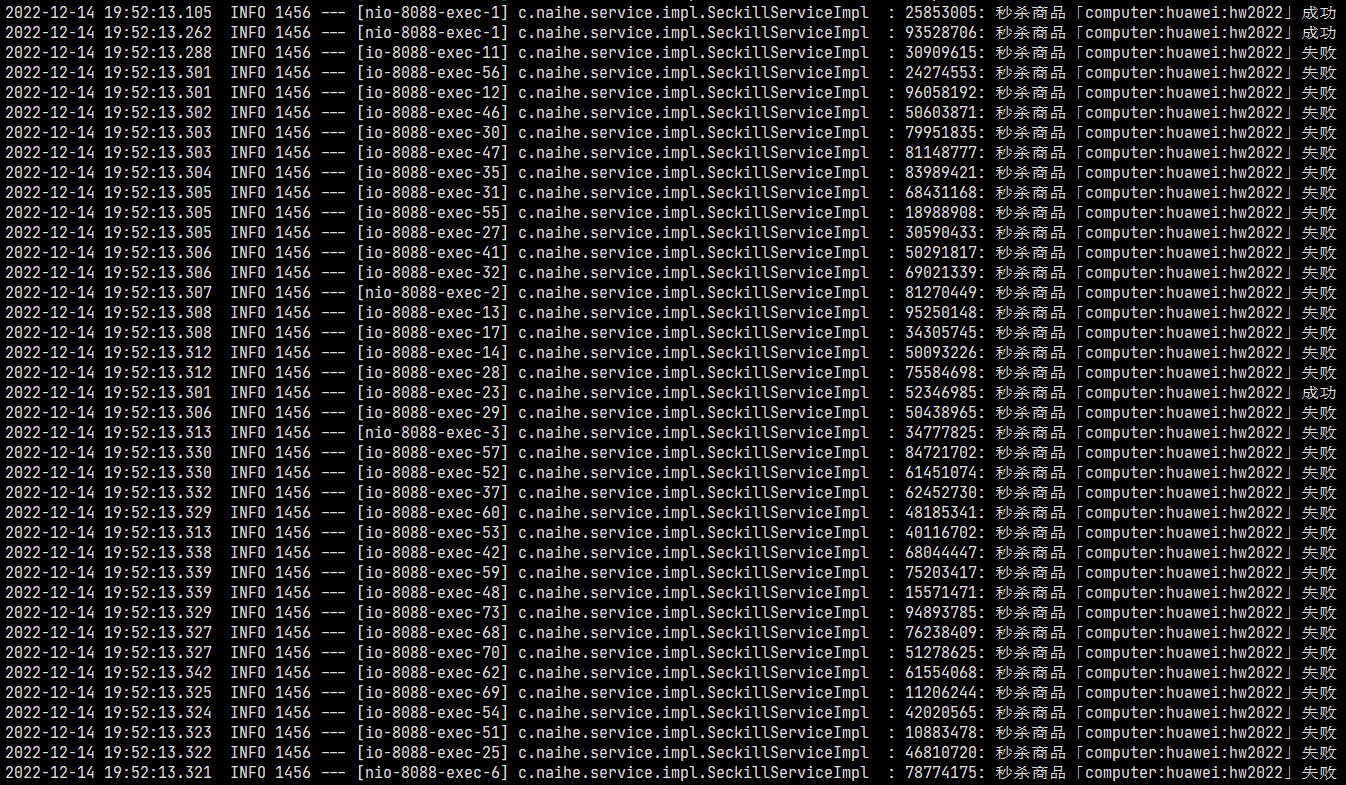 2022-12-14 19:52:13.105  INFO 1456 --- [nio-8088-exec-1] c.naihe.service.impl.SeckillServiceImpl  : 25853005: 秒杀商品「computer:huawei:hw2022」成功
2022-12-14 19:52:13.262  INFO 1456 --- [nio-8088-exec-1] c.naihe.service.impl.SeckillServiceImpl  : 93528706: 秒杀商品「computer:huawei:hw2022」成功
2022-12-14 19:52:13.288  INFO 1456 --- [io-8088-exec-11] c.naihe.service.impl.SeckillServiceImpl  : 30909615: 秒杀商品「computer:huawei:hw2022」失败
2022-12-14 19:52:13.301  INFO 1456 --- [io-8088-exec-56] c.naihe.service.impl.SeckillServiceImpl  : 24274553: 秒杀商品「computer:huawei:hw2022」失败
2022-12-14 19:52:13.301  INFO 1456 --- [io-8088-exec-12] c.naihe.service.impl.SeckillServiceImpl  : 96058192: 秒杀商品「computer:huawei:hw2022」失败
2022-12-14 19:52:13.302  INFO 1456 --- [io-8088-exec-46] c.naihe.service.impl.SeckillServiceImpl  : 50603871: 秒杀商品「computer:huawei:hw2022」失败
2022-12-14 19:52:13.303  INFO 1456 --- [io-8088-exec-30] c.naihe.service.impl.SeckillServiceImpl  : 79951835: 秒杀商品「computer:huawei:hw2022」失败
2022-12-14 19:52:13.303  INFO 1456 --- [io-8088-exec-47] c.naihe.service.impl.SeckillServiceImpl  : 81148777: 秒杀商品「computer:huawei:hw2022」失败
2022-12-14 19:52:13.304  INFO 1456 --- [io-8088-exec-35] c.naihe.service.impl.SeckillServiceImpl  : 83989421: 秒杀商品「computer:huawei:hw2022」失败
2022-12-14 19:52:13.305  INFO 1456 --- [io-8088-exec-31] c.naihe.service.impl.SeckillServiceImpl  : 68431168: 秒杀商品「computer:huawei:hw2022」失败
2022-12-14 19:52:13.305  INFO 1456 --- [io-8088-exec-55] c.naihe.service.impl.SeckillServiceImpl  : 18988908: 秒杀商品「computer:huawei:hw2022」失败
2022-12-14 19:52:13.305  INFO 1456 --- [io-8088-exec-27] c.naihe.service.impl.SeckillServiceImpl  : 30590433: 秒杀商品「computer:huawei:hw2022」失败
2022-12-14 19:52:13.306  INFO 1456 --- [io-8088-exec-41] c.naihe.service.impl.SeckillServiceImpl  : 50291817: 秒杀商品「computer:huawei:hw2022」失败
2022-12-14 19:52:13.306  INFO 1456 --- [io-8088-exec-32] c.naihe.service.impl.SeckillServiceImpl  : 69021339: 秒杀商品「computer:huawei:hw2022」失败
2022-12-14 19:52:13.307  INFO 1456 --- [nio-8088-exec-2] c.naihe.service.impl.SeckillServiceImpl  : 81270449: 秒杀商品「computer:huawei:hw2022」失败
2022-12-14 19:52:13.308  INFO 1456 --- [io-8088-exec-13] c.naihe.service.impl.SeckillServiceImpl  : 95250148: 秒杀商品「computer:huawei:hw2022」失败
2022-12-14 19:52:13.308  INFO 1456 --- [io-8088-exec-17] c.naihe.service.impl.SeckillServiceImpl  : 34305745: 秒杀商品「computer:huawei:hw2022」失败
2022-12-14 19:52:13.312  INFO 1456 --- [io-8088-exec-14] c.naihe.service.impl.SeckillServiceImpl  : 50093226: 秒杀商品「computer:huawei:hw2022」失败
2022-12-14 19:52:13.312  INFO 1456 --- [io-8088-exec-28] c.naihe.service.impl.SeckillServiceImpl  : 75584698: 秒杀商品「computer:huawei:hw2022」失败
2022-12-14 19:52:13.301  INFO 1456 --- [io-8088-exec-23] c.naihe.service.impl.SeckillServiceImpl  : 52346985: 秒杀商品「computer:huawei:hw2022」成功
2022-12-14 19:52:13.306  INFO 1456 --- [io-8088-exec-29] c.naihe.service.impl.SeckillServiceImpl  : 50438965: 秒杀商品「computer:huawei:hw2022」失败
2022-12-14 19:52:13.313  INFO 1456 --- [nio-8088-exec-3] c.naihe.service.impl.SeckillServiceImpl  : 34777825: 秒杀商品「computer:huawei:hw2022」失败
2022-12-14 19:52:13.330  INFO 1456 --- [io-8088-exec-57] c.naihe.service.impl.SeckillServiceImpl  : 84721702: 秒杀商品「computer:huawei:hw2022」失败
2022-12-14 19:52:13.330  INFO 1456 --- [io-8088-exec-52] c.naihe.service.impl.SeckillServiceImpl  : 61451074: 秒杀商品「computer:huawei:hw2022」失败
2022-12-14 19:52:13.332  INFO 1456 --- [io-8088-exec-37] c.naihe.service.impl.SeckillServiceImpl  : 62452730: 秒杀商品「computer:huawei:hw2022」失败
2022-12-14 19:52:13.329  INFO 1456 --- [io-8088-exec-60] c.naihe.service.impl.SeckillServiceImpl  : 48185341: 秒杀商品「computer:huawei:hw2022」失败
2022-12-14 19:52:13.313  INFO 1456 --- [io-8088-exec-53] c.naihe.service.impl.SeckillServiceImpl  : 40116702: 秒杀商品「computer:huawei:hw2022」失败
2022-12-14 19:52:13.338  INFO 1456 --- [io-8088-exec-42] c.naihe.service.impl.SeckillServiceImpl  : 68044447: 秒杀商品「computer:huawei:hw2022」失败
2022-12-14 19:52:13.339  INFO 1456 --- [io-8088-exec-59] c.naihe.service.impl.SeckillServiceImpl  : 75203417: 秒杀商品「computer:huawei:hw2022」失败
2022-12-14 19:52:13.339  INFO 1456 --- [io-8088-exec-48] c.naihe.service.impl.SeckillServiceImpl  : 15571471: 秒杀商品「computer:huawei:hw2022」失败
2022-12-14 19:52:13.329  INFO 1456 --- [io-8088-exec-73] c.naihe.service.impl.SeckillServiceImpl  : 94893785: 秒杀商品「computer:huawei:hw2022」失败
2022-12-14 19:52:13.327  INFO 1456 --- [io-8088-exec-68] c.naihe.service.impl.SeckillServiceImpl  : 76238409: 秒杀商品「computer:huawei:hw2022」失败
2022-12-14 19:52:13.327  INFO 1456 --- [io-8088-exec-70] c.naihe.service.impl.SeckillServiceImpl  : 51278625: 秒杀商品「computer:huawei:hw2022」失败
2022-12-14 19:52:13.342  INFO 1456 --- [io-8088-exec-62] c.naihe.service.impl.SeckillServiceImpl  : 61554068: 秒杀商品「computer:huawei:hw2022」失败
2022-12-14 19:52:13.325  INFO 1456 --- [io-8088-exec-69] c.naihe.service.impl.SeckillServiceImpl  : 11206244: 秒杀商品「computer:huawei:hw2022」失败
2022-12-14 19:52:13.324  INFO 1456 --- [io-8088-exec-54] c.naihe.service.impl.SeckillServiceImpl  : 42020565: 秒杀商品「computer:huawei:hw2022」失败
2022-12-14 19:52:13.323  INFO 1456 --- [io-8088-exec-51] c.naihe.service.impl.SeckillServiceImpl  : 10883478: 秒杀商品「computer:huawei:hw2022」失败
2022-12-14 19:52:13.322  INFO 1456 --- [io-8088-exec-25] c.naihe.service.impl.SeckillServiceImpl  : 46810720: 秒杀商品「computer:huawei:hw2022」失败
2022-12-14 19:52:13.321  INFO 1456 --- [nio-8088-exec-6] c.naihe.service.impl.SeckillServiceImpl  : 78774175: 秒杀商品「computer:huawei:hw2022」失败